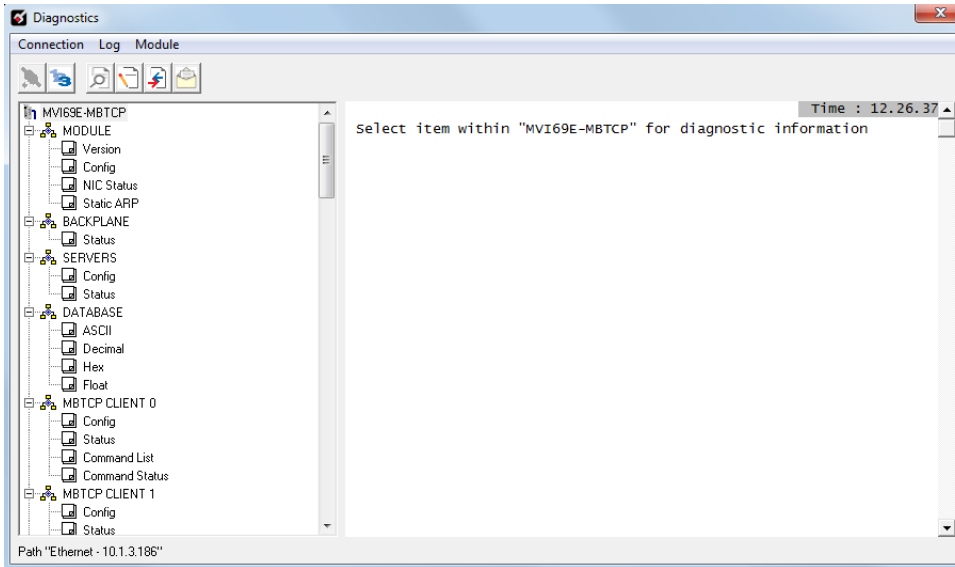 Diagnostics
Connection Log Module
MVI69E-MBTCP
MODULE
Version
Config
NIC Status
Static ARP
BACKPLANE
Status
SERVERS
Config
Status
DATABASE
ASCII
Decimal
Hex
Float
MBTCP CLIENT 0
Config
Status
Command List
Command Status
MBTCP CLIENT 1
Config
Status
Time : 12.26.37
Select item within "MVI69E-MBTCP" for diagnostic information
Path "Ethernet - 10.1.3.186"